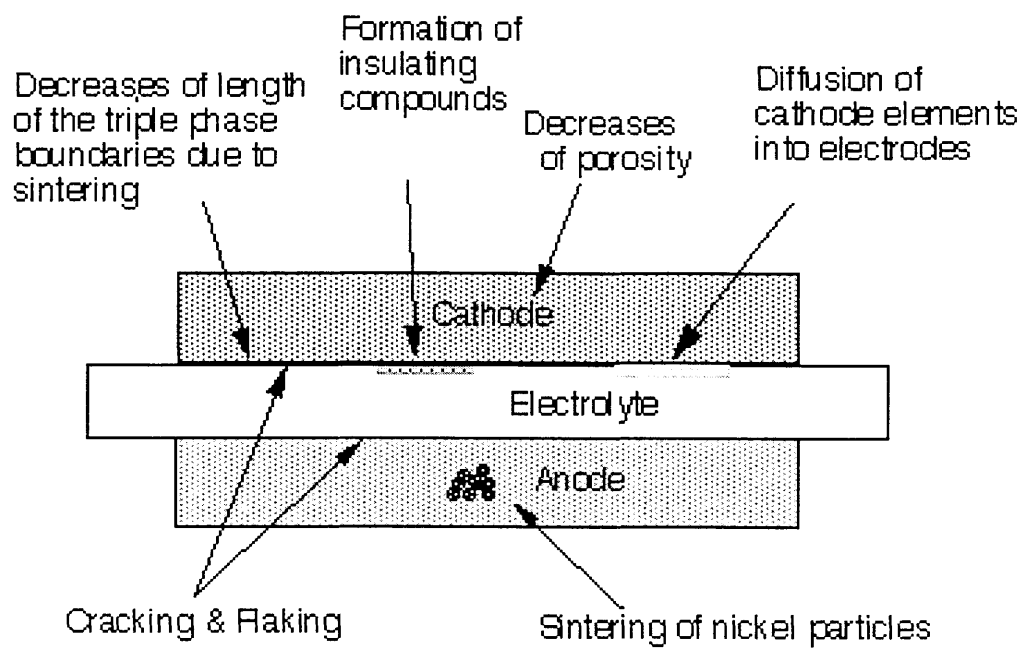 Formation of
insulating
compounds
Decreases of length
of the triple phase
boundaries due to
sintering
Decreases
of porosity
Diffusion of
cathode elements
into electrodes
Cathode
Electrolyte
Anode
Cracking & Flaking
Sintering of nickel particles